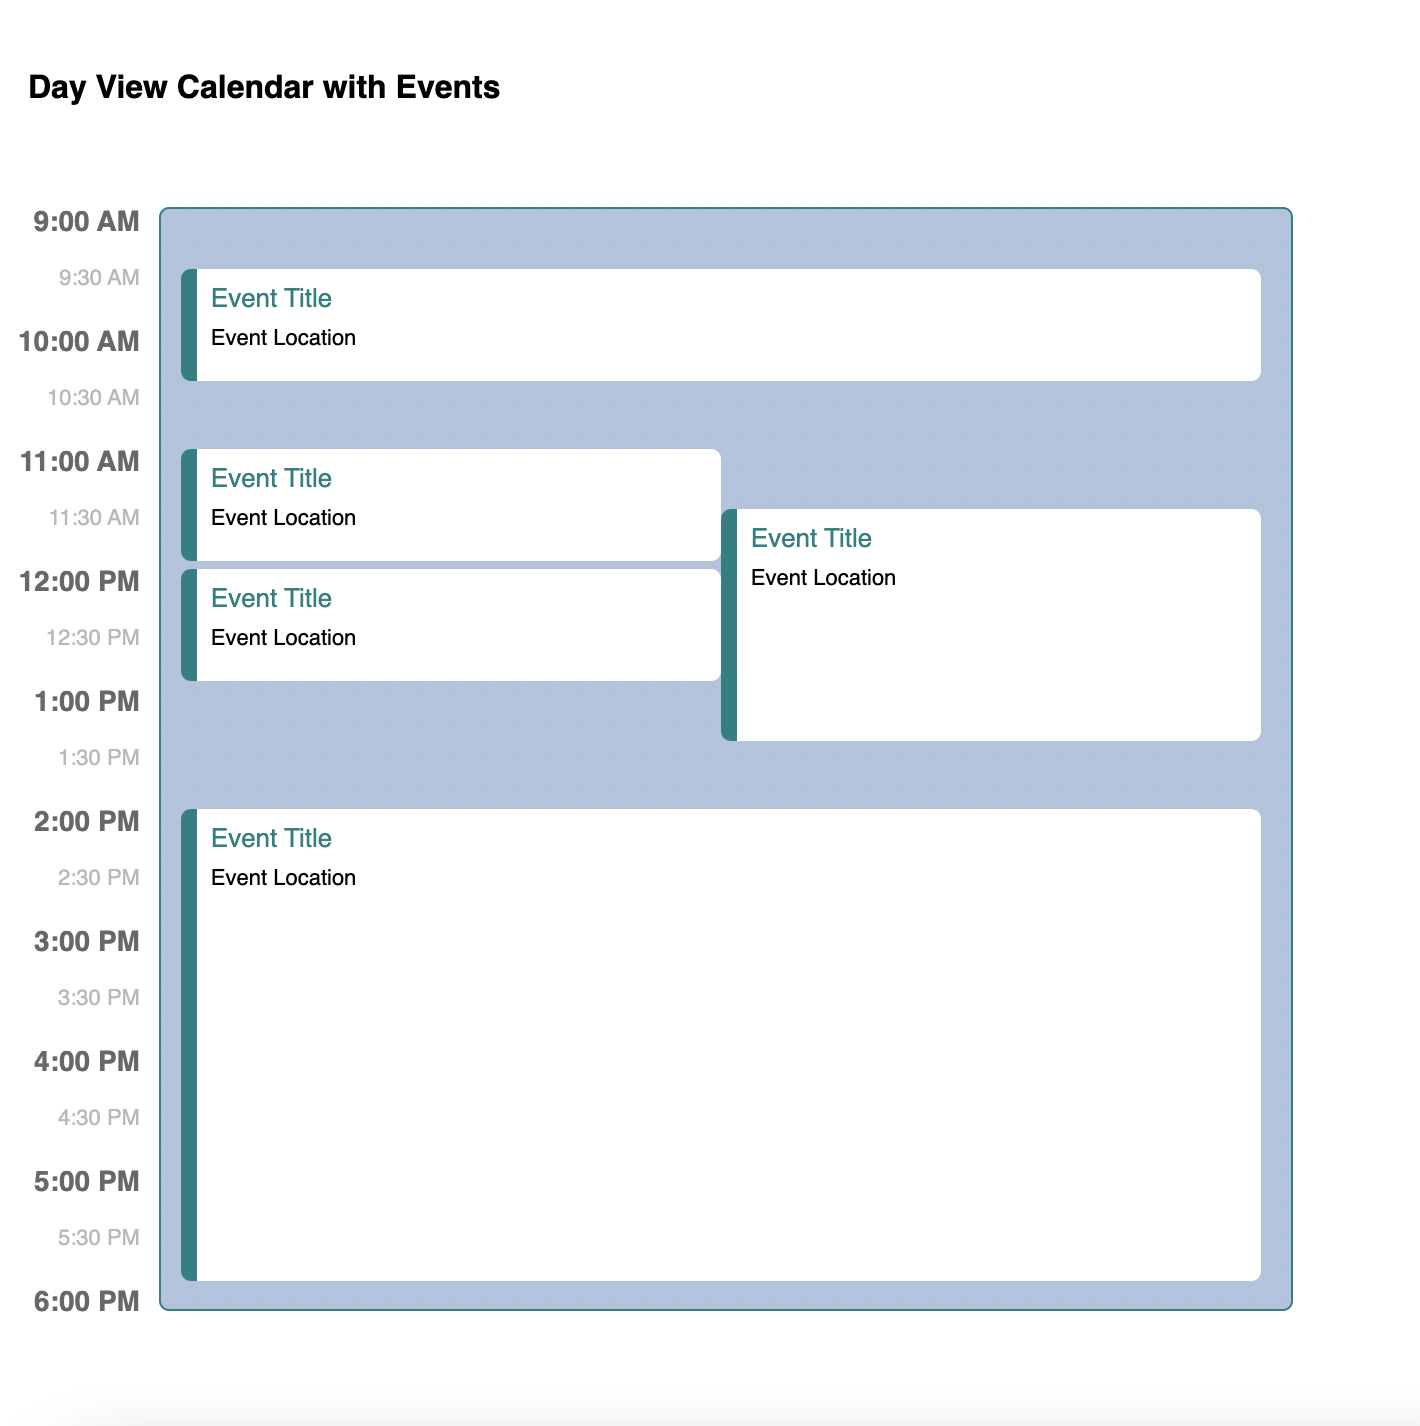 Day View Calendar with Events
9:00 AM
9:30 AM
Event Title
10:00 AM
Event Location
10:30 AM
11:00 AM
Event Title
11:30 AM
Event Location
Event Title
12:00 PM
Event Location
Event Title
12:30 PM
Event Location
1:00 PM
1:30 PM
2:00 PM
Event Title
2:30 PM
Event Location
3:00 PM
3:30 PM
4:00 PM
4:30 PM
5:00 PM
5:30 PM
6:00 PM